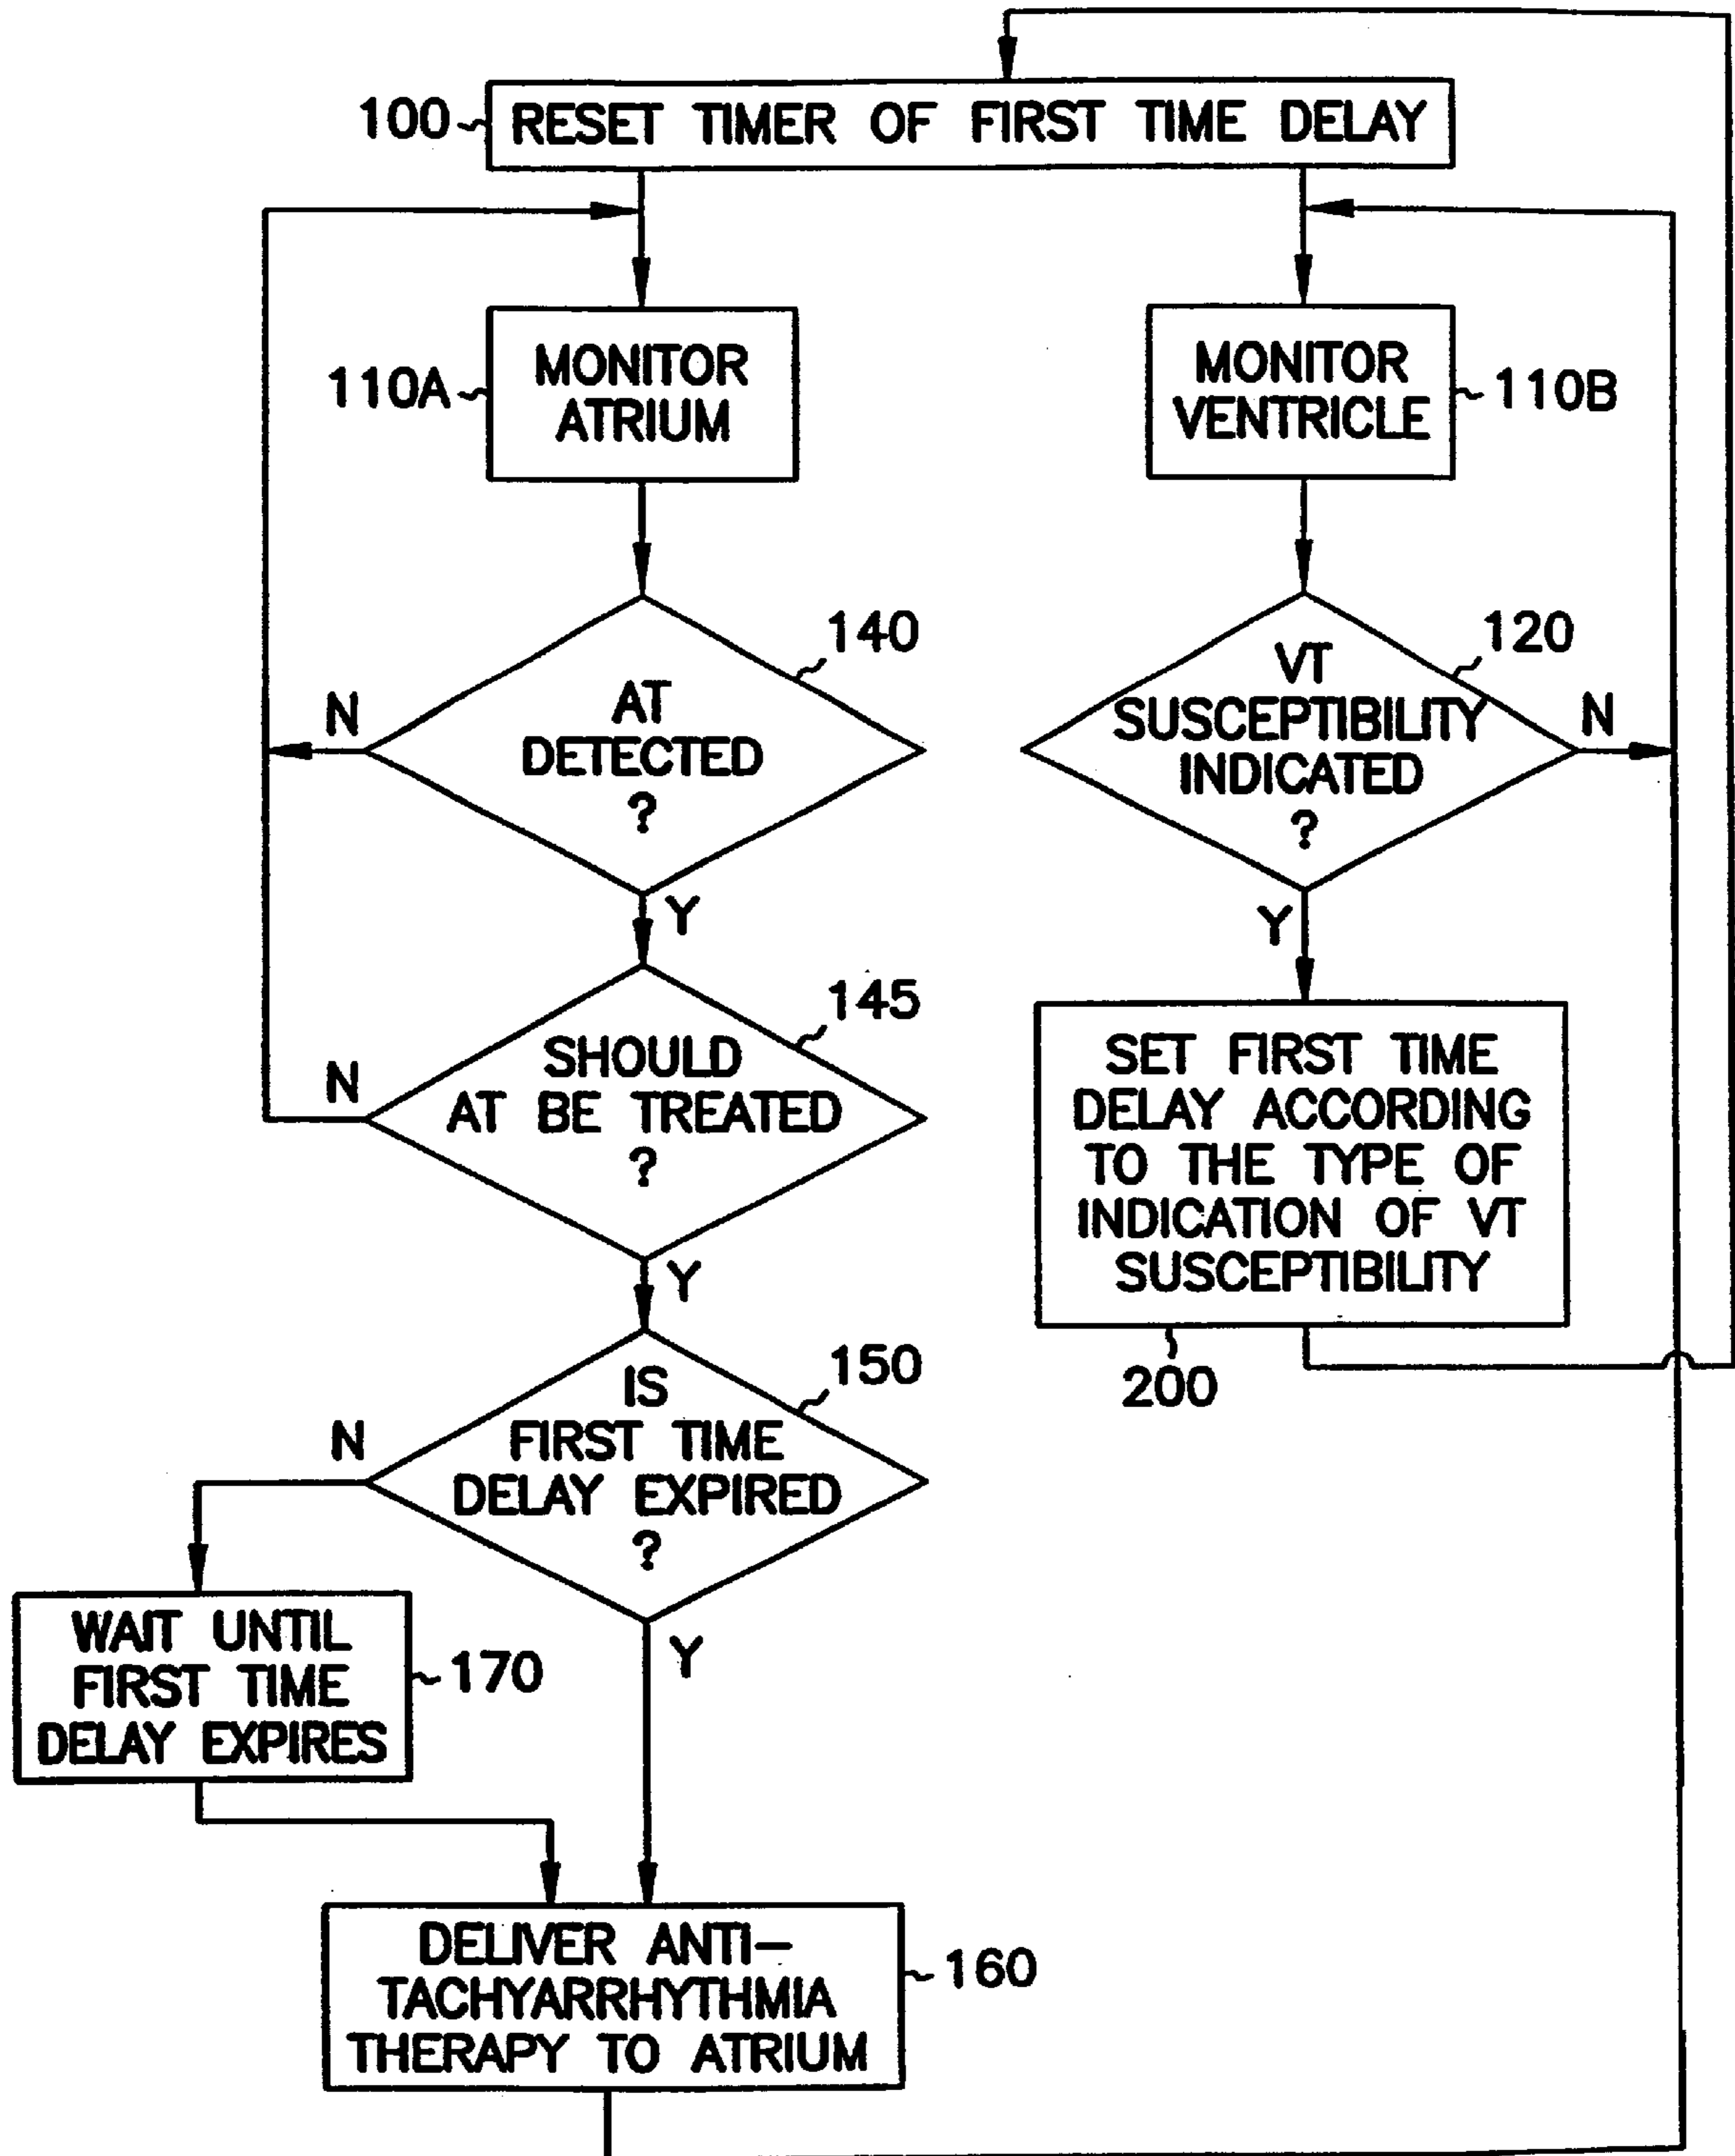 100
RESET TIMER OF FIRST TIME DELAY
110A
MONITOR
ATRIUM
MONITOR
VENTRICLE
110B
140
AT
DETECTED
?
N
Y
120
VT
SUSCEPTIBILITY
INDICATED
?
N
Y
145
SHOULD
AT BE TREATED
?
N
Y
SET FIRST TIME
DELAY ACCORDING
TO THE TYPE OF
INDICATION OF VT
SUSCEPTIBILITY
200
150
IS
FIRST TIME
DELAY EXPIRED
?
N
Y
WAIT UNTIL
FIRST TIME
DELAY EXPIRES
170
DELIVER ANTI-
TACHYARRHYTHMIA
THERAPY TO ATRIUM
160